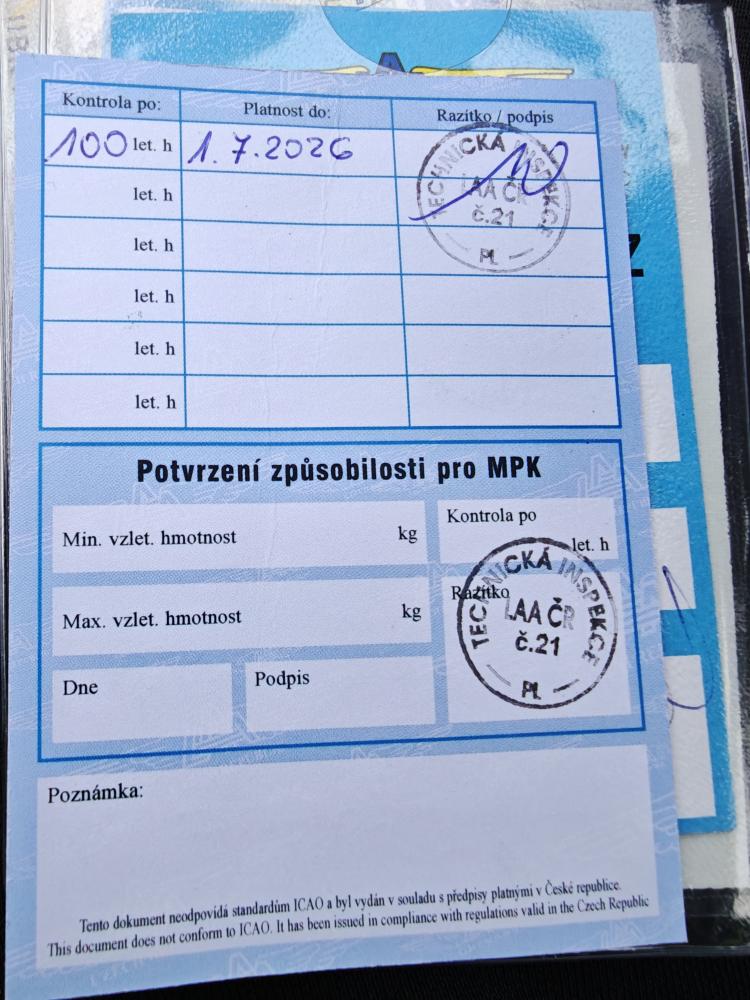 Kontrola po: Platnost do: Razítko / podpis
100 let. h 1.7.2026
TECHNICKÁ INSPEKCE
LAA ČR
č.21
PL
let. h
let. h
let. h
let. h
let. h
Potvrzení způsobilosti pro MPK
Min. vzlet. hmotnost kg
Kontrola po
let. h
Max. vzlet. hmotnost kg
Razítko
TECHNICKÁ INSPEKCE
LAA ČR
č.21
PL
Dne
Podpis
Poznámka:
Tento dokument neodpovídá standardům ICAO a byl vydán v souladu s předpisy platnými v České republice.
This document does not conform to ICAO. It has been issued in compliance with regulations valid in the Czech Republic